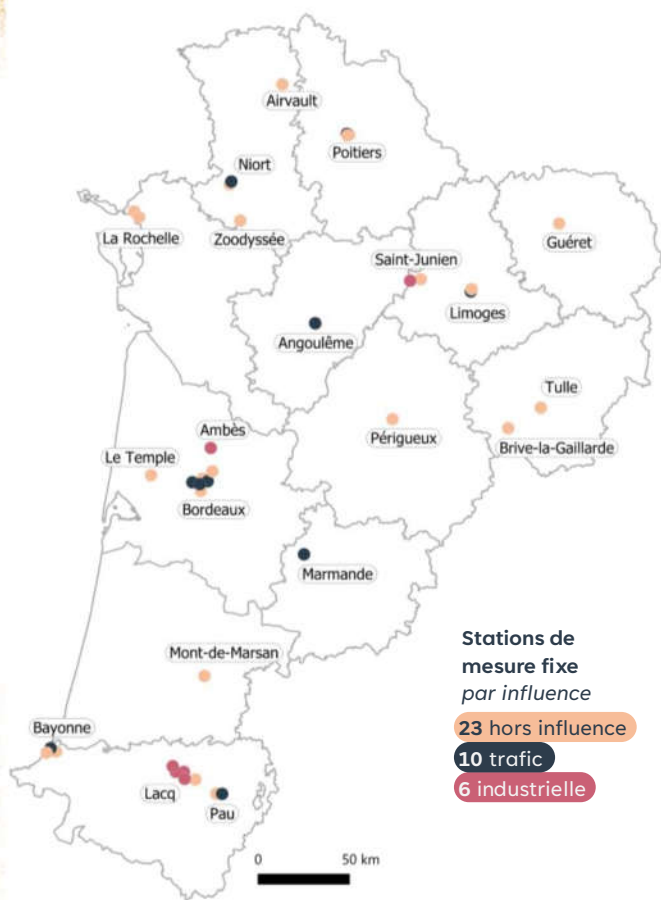 Airvault
Poitiers
Niort
La Rochelle
Zoodyssée
Guéret
Saint-Junien
Limoges
Angoulême
Tulle
Ambès
Périgueux
Brive-la-Gaillarde
Le Temple
Bordeaux
Marmande
Mont-de-Marsan
Bayonne
Lacq
Pau
Stations de
mesure fixe
par influence
23 hors influence
10 trafic
6 industrielle
0 50 km